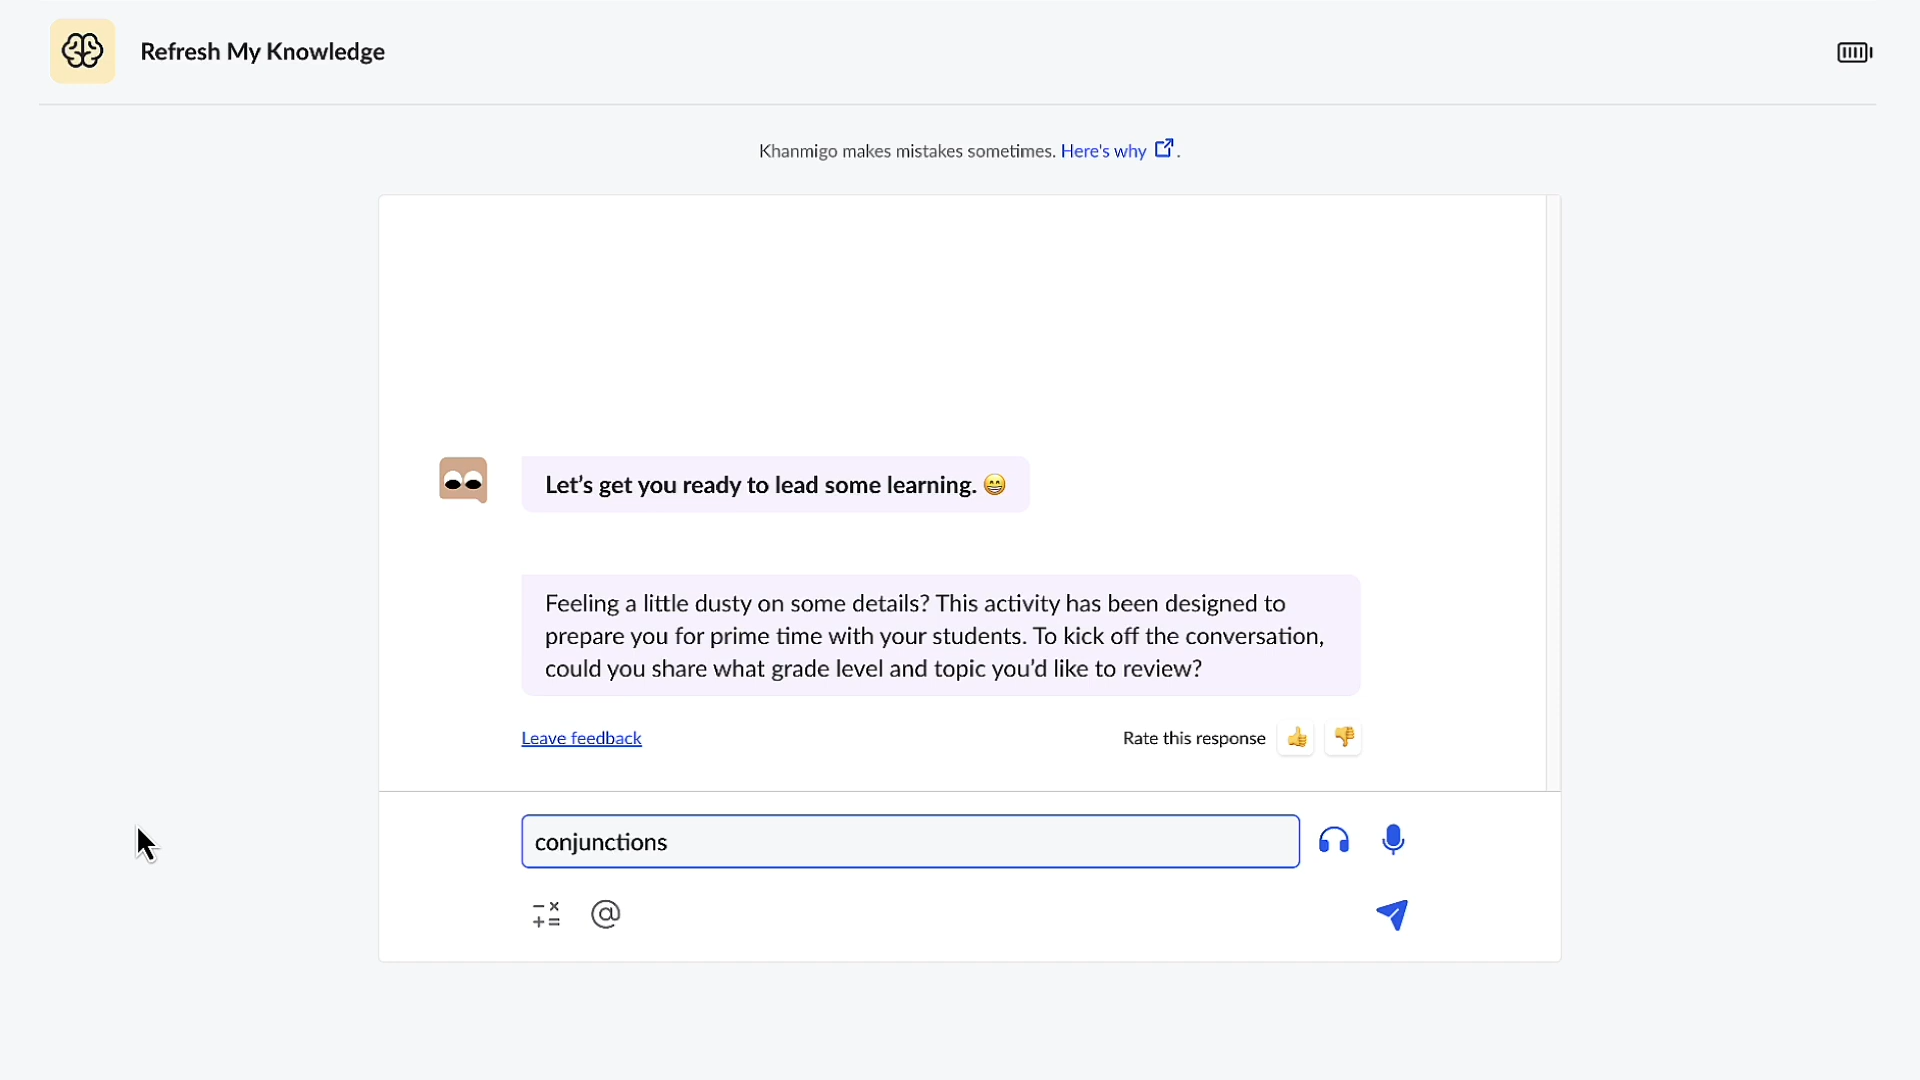 Refresh My Knowledge
Khanmigo makes mistakes sometimes. Here's why.
Let's get you ready to lead some learning. 😁
Feeling a little dusty on some details? This activity has been designed to
prepare you for prime time with your students. To kick off the conversation,
could you share what grade level and topic you'd like to review?
Leave feedback
Rate this response 👍 👎
conjunctions